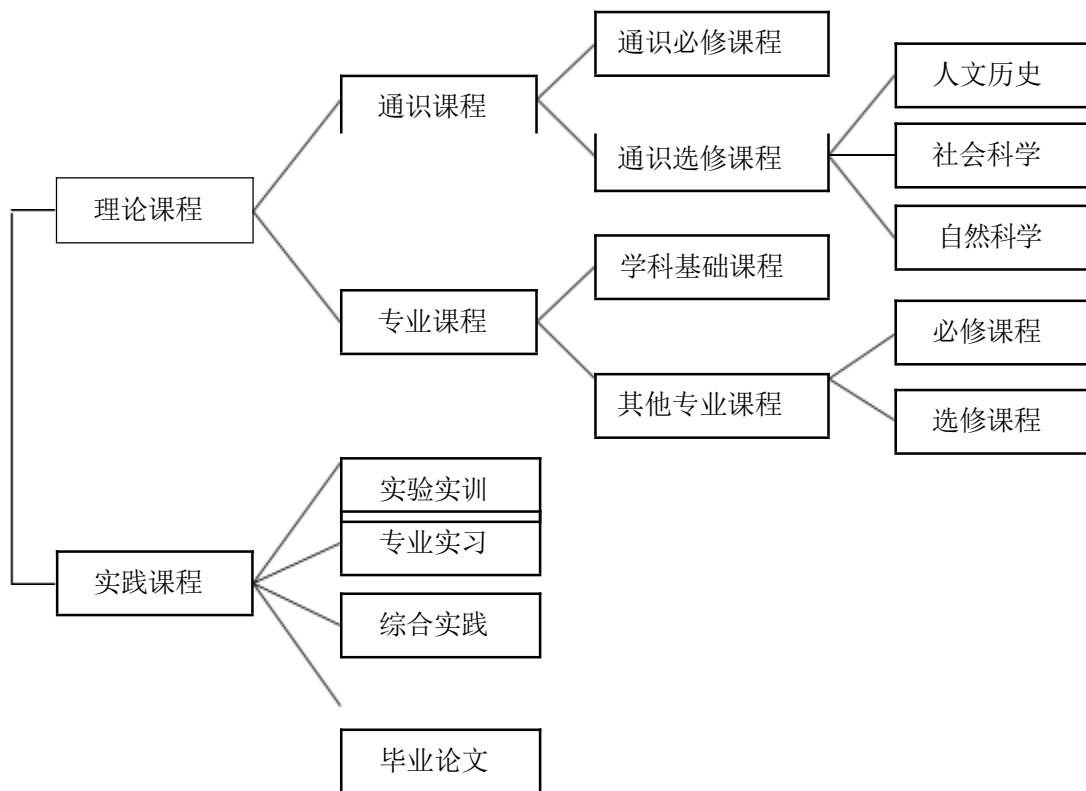 通识必修课程
人文历史
通识课程
通识选修课程
社会科学
理论课程
自然科学
学科基础课程
专业课程
必修课程
其他专业课程
选修课程
实验实训
专业实习
实践课程
综合实践
毕业论文